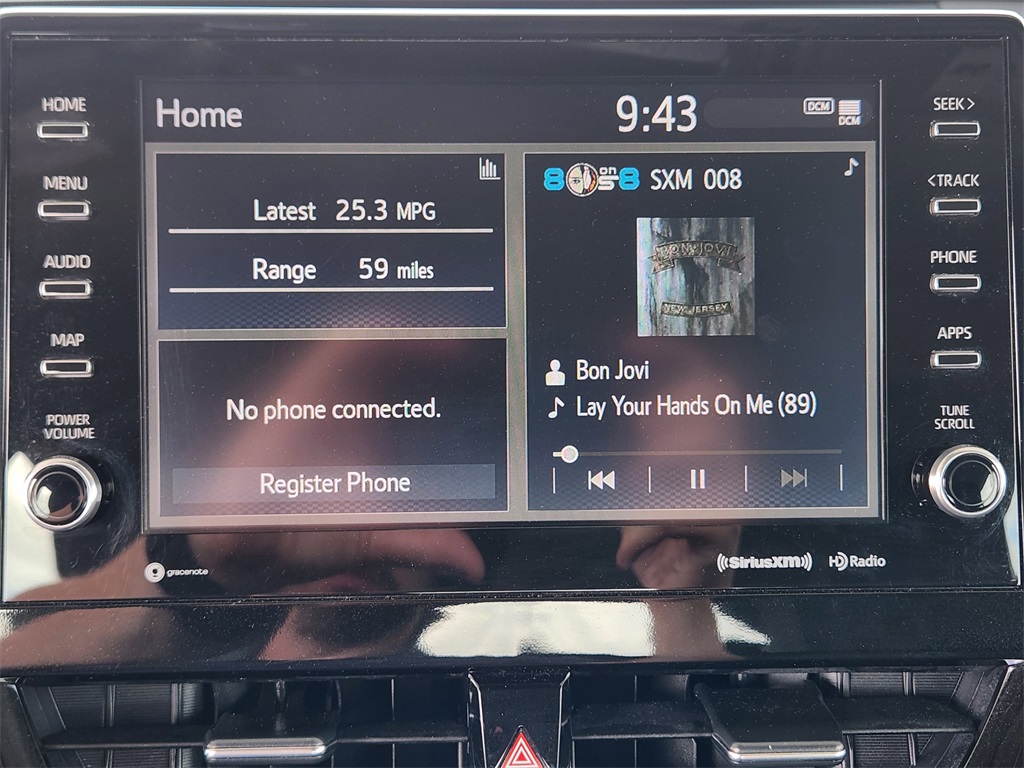 HOME
MENU
AUDIO
MAP
POWER
VOLUME
Home
9:43
DCM
DCM
Latest 25.3 MPG
Range 59 miles
No phone connected.
Register Phone
8 on 8 SXM 008
BON JOVI
NEW JERSEY
Bon Jovi
Lay Your Hands On Me (89)
SEEK >
< TRACK
PHONE
APPS
TUNE
SCROLL
gracenote
((SiriusXM))
HD Radio